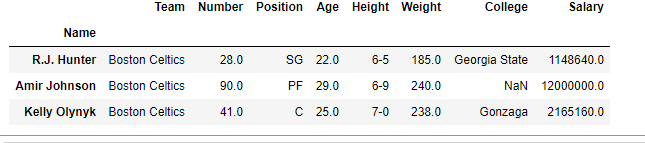 Team Number Position Age Height Weight College Salary
Name
R.J. Hunter Boston Celtics 28.0 SG 22.0 6-5 185.0 Georgia State 1148640.0
Amir Johnson Boston Celtics 90.0 PF 29.0 6-9 240.0 NaN 12000000.0
Kelly Olynyk Boston Celtics 41.0 C 25.0 7-0 238.0 Gonzaga 2165160.0